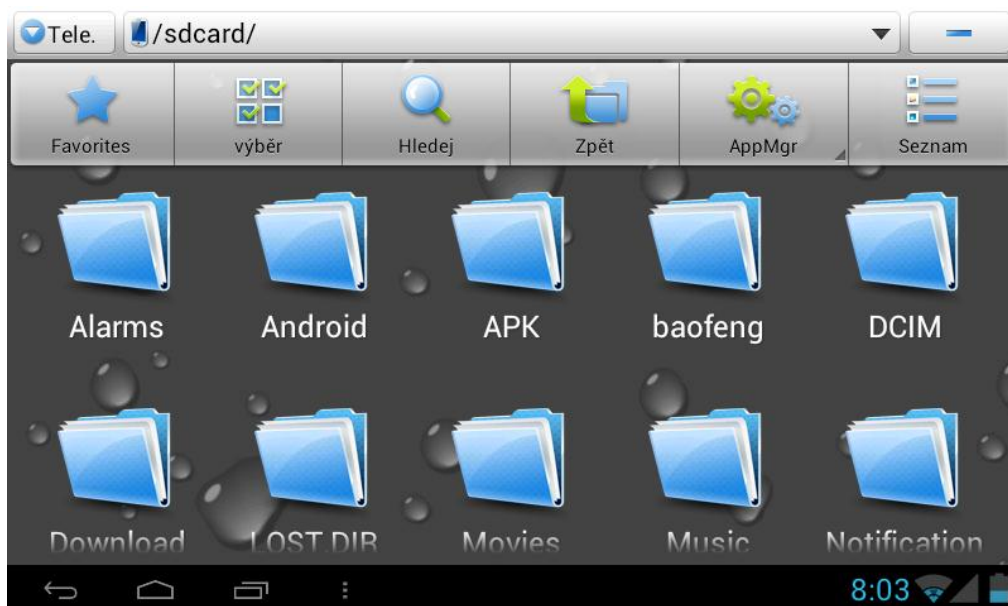 Tele. /sdcard/
Favorites výběr Hledej Zpět AppMgr Seznam
Alarms Android APK baofeng DCIM
Download LOST.DIR Movies Music Notification
8:03